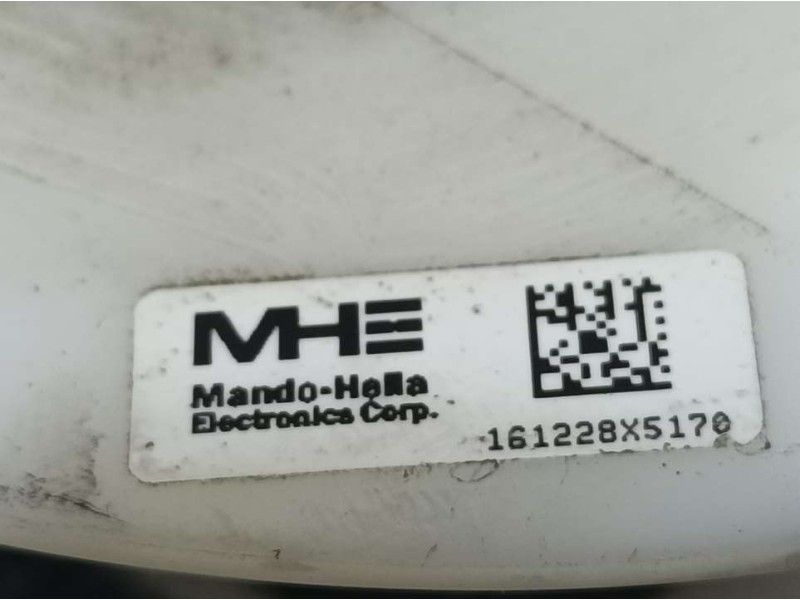 MHE
Mando-Hella
Electronics Corp.
161228X5170